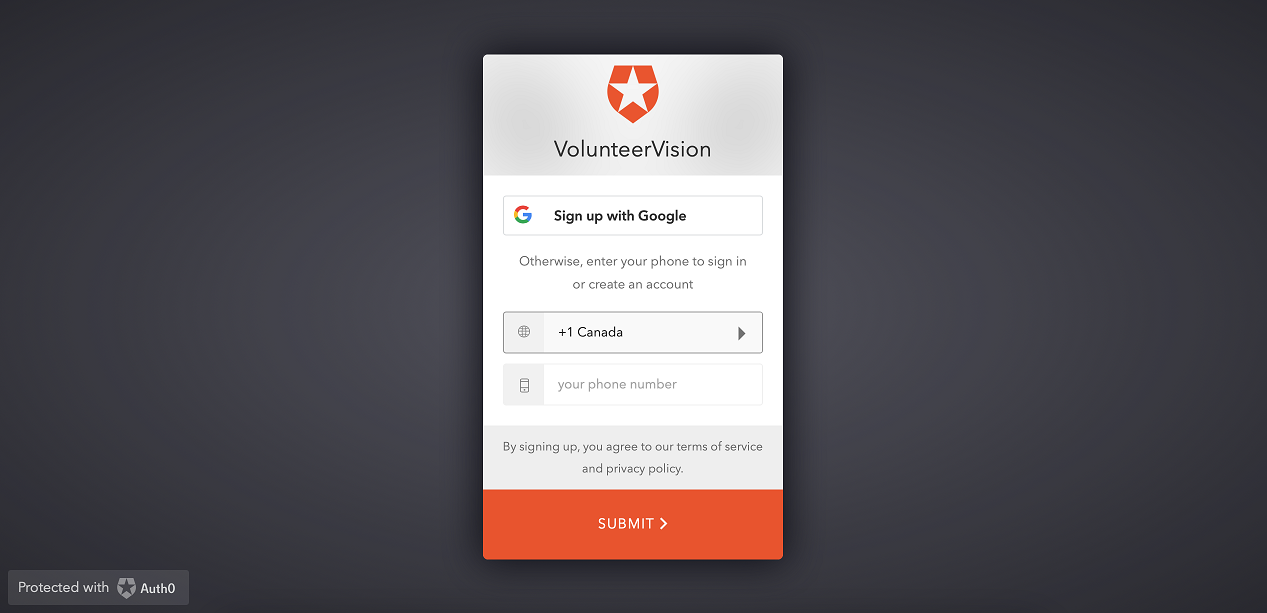 VolunteerVision
Sign up with Google
Otherwise, enter your phone to sign in
or create an account
+1 Canada
your phone number
By signing up, you agree to our terms of service
and privacy policy.
SUBMIT
Protected with Auth0